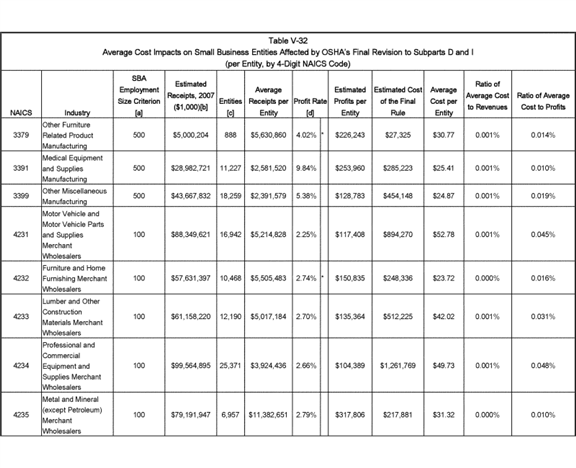 Table V-32
Average Cost Impacts on Small Business Entities Affected by OSHA's Final Revision to Subparts D and I
(per Entity, by 4-Digit NAICS Code)
NAICS Industry SBA Employment Size Criterion [a] Estimated Receipts, 2007 ($1,000)[b] Entities [c] Average Receipts per Entity Profit Rate [d] Estimated Profits per Entity Estimated Cost of the Final Rule Average Cost per Entity Ratio of Average Cost to Revenues Ratio of Average Cost to Profits
3379 Other Furniture Related Product Manufacturing 500 $5,000,204 888 $5,630,860 4.02% * $226,243 $27,325 $30.77 0.001% 0.014%
3391 Medical Equipment and Supplies Manufacturing 500 $28,982,721 11,227 $2,581,520 9.84% $253,960 $285,223 $25.41 0.001% 0.010%
3399 Other Miscellaneous Manufacturing 500 $43,667,832 18,259 $2,391,579 5.38% $128,783 $454,148 $24.87 0.001% 0.019%
4231 Motor Vehicle and Motor Vehicle Parts and Supplies Merchant Wholesalers 100 $88,349,621 16,942 $5,214,828 2.25% $117,408 $894,270 $52.78 0.001% 0.045%
4232 Furniture and Home Furnishing Merchant Wholesalers 100 $57,631,397 10,468 $5,505,483 2.74% * $150,835 $248,336 $23.72 0.000% 0.016%
4233 Lumber and Other Construction Materials Merchant Wholesalers 100 $61,158,220 12,190 $5,017,184 2.70% $135,364 $512,225 $42.02 0.001% 0.031%
4234 Professional and Commercial Equipment and Supplies Merchant Wholesalers 100 $99,564,895 25,371 $3,924,436 2.66% $104,389 $1,261,769 $49.73 0.001% 0.048%
4235 Metal and Mineral (except Petroleum) Merchant Wholesalers 100 $79,191,947 6,957 $11,382,651 2.79% $317,806 $217,881 $31.32 0.000% 0.010%